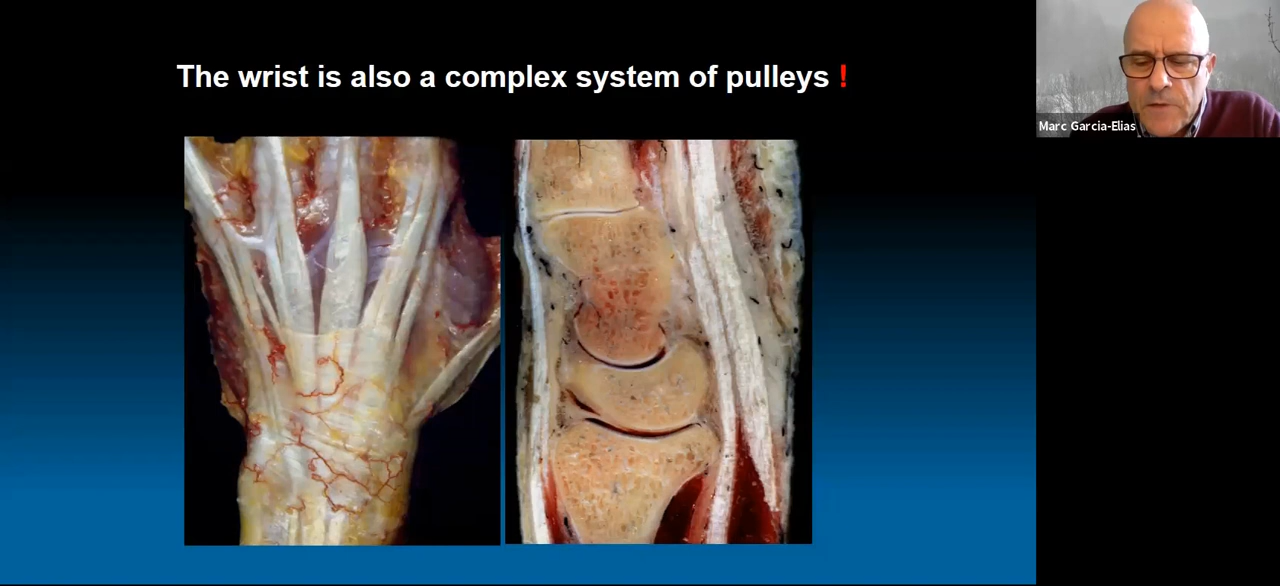 The wrist is also a complex system of pulleys !
Marc Garcia-Elias